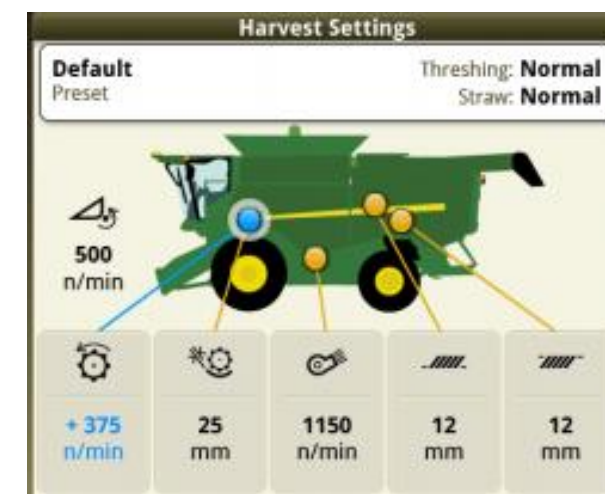 Harvest Settings
Default
Preset
Threshing: Normal
Straw: Normal
500
n/min
+ 375
n/min
25
mm
1150
n/min
12
mm
12
mm